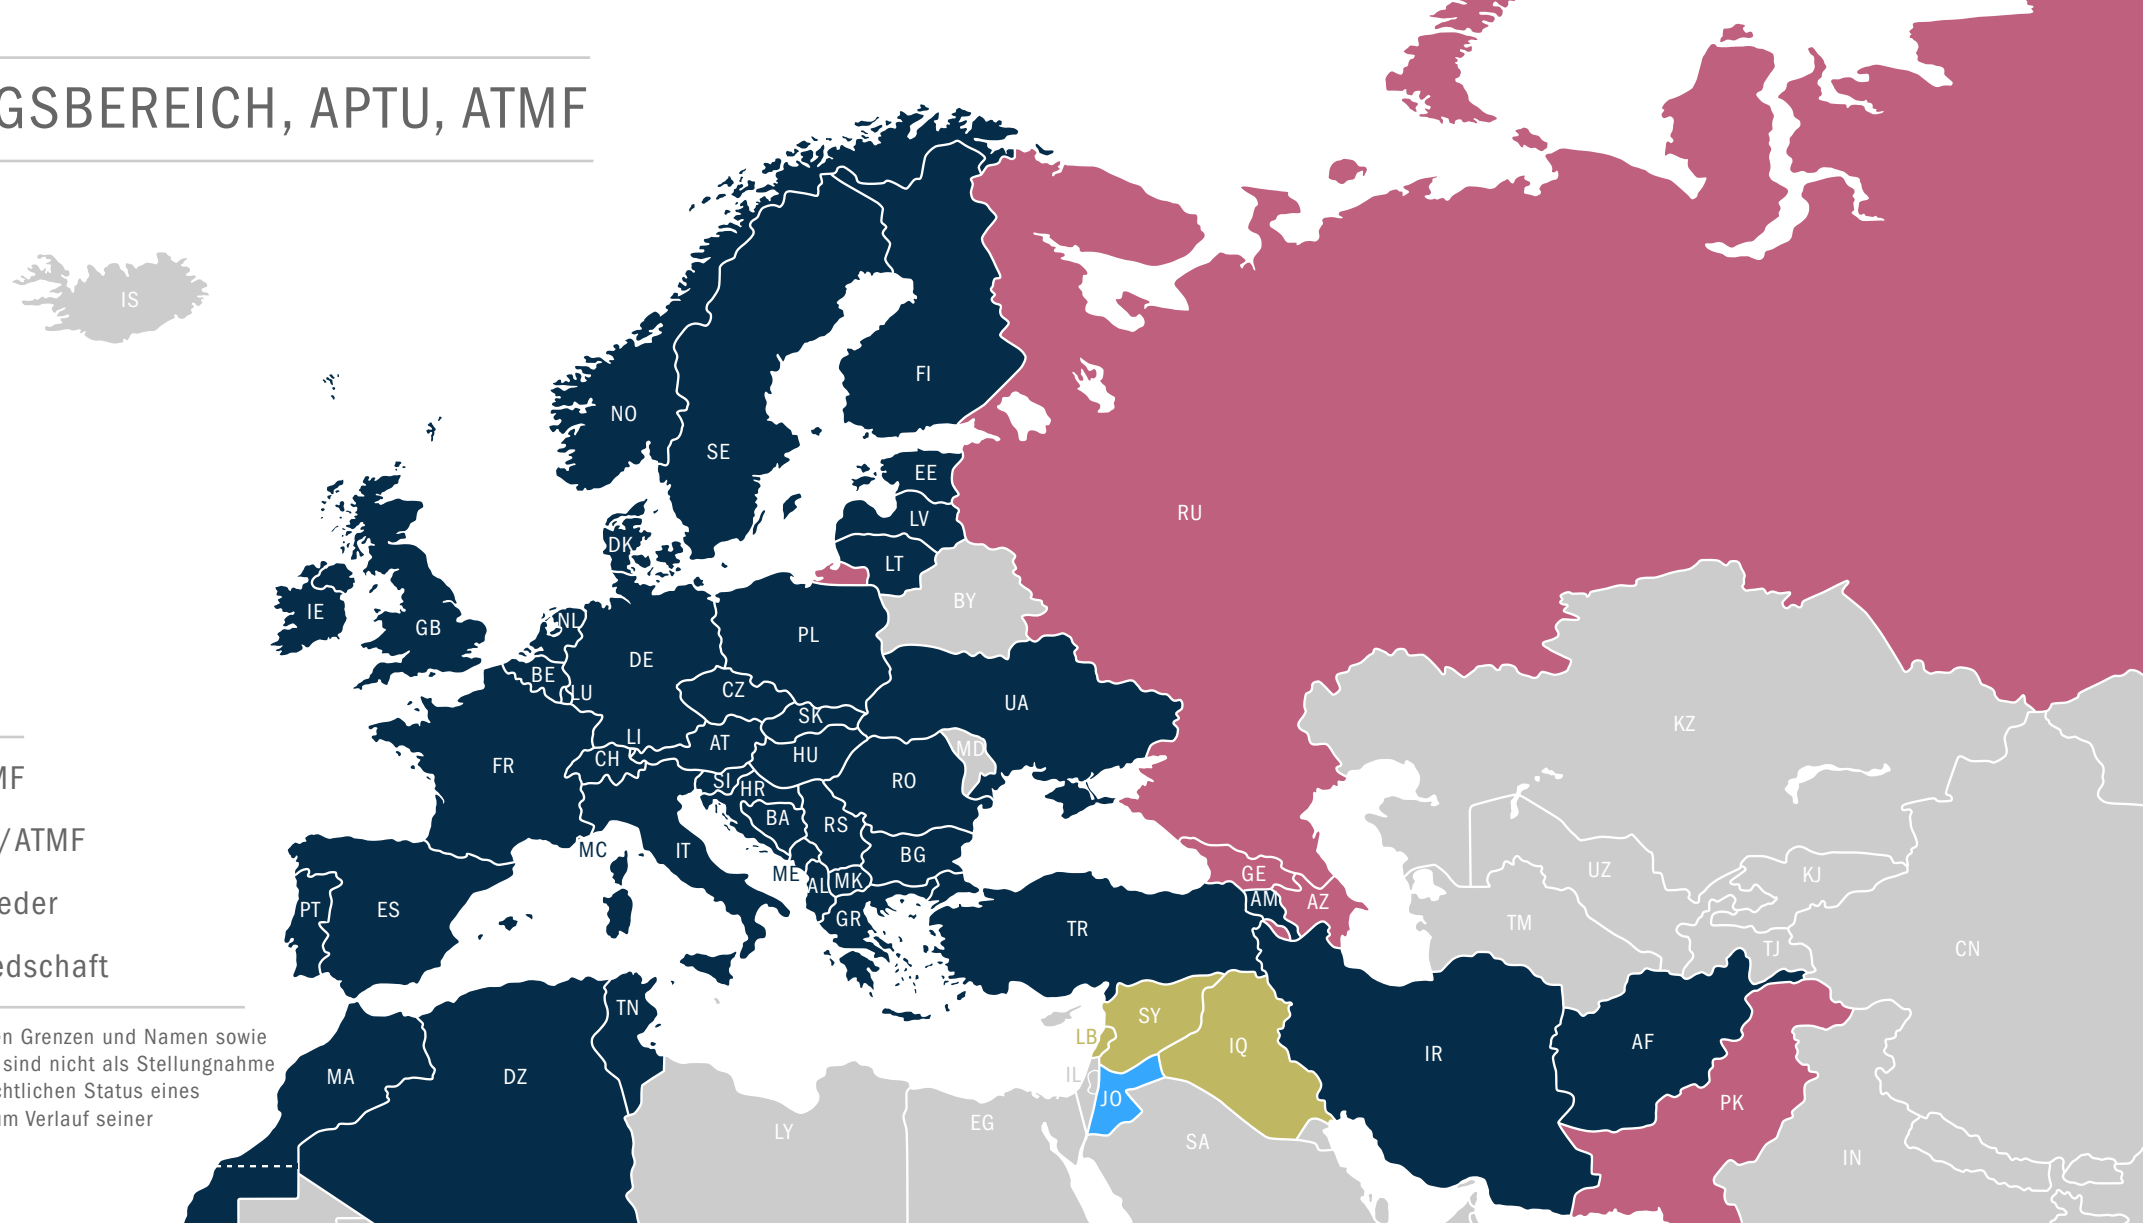 GSBEREICH, APTU, ATMF
IS
FI
NO
SE
EE
RU
LV
DK
LT
BY
IE
NL
GB
PL
DE
BE
CZ
LU
UA
SK
LI
AT
KZ
MD
HU
CH
FR
MF
RO
SI
HR
BA
RS
/ATMF
MC
IT
BG
UZ
ME
GE
KJ
AL
MK
AM
AZ
eder
PT
ES
GR
TM
TR
TJ
CN
edschaft
TN
SY
en Grenzen und Namen sowie
LB
IQ
AF
sind nicht als Stellungnahme
IR
MA
DZ
IL
chtlichen Status eines
JO
PK
um Verlauf seiner
EG
LY
SA
IN